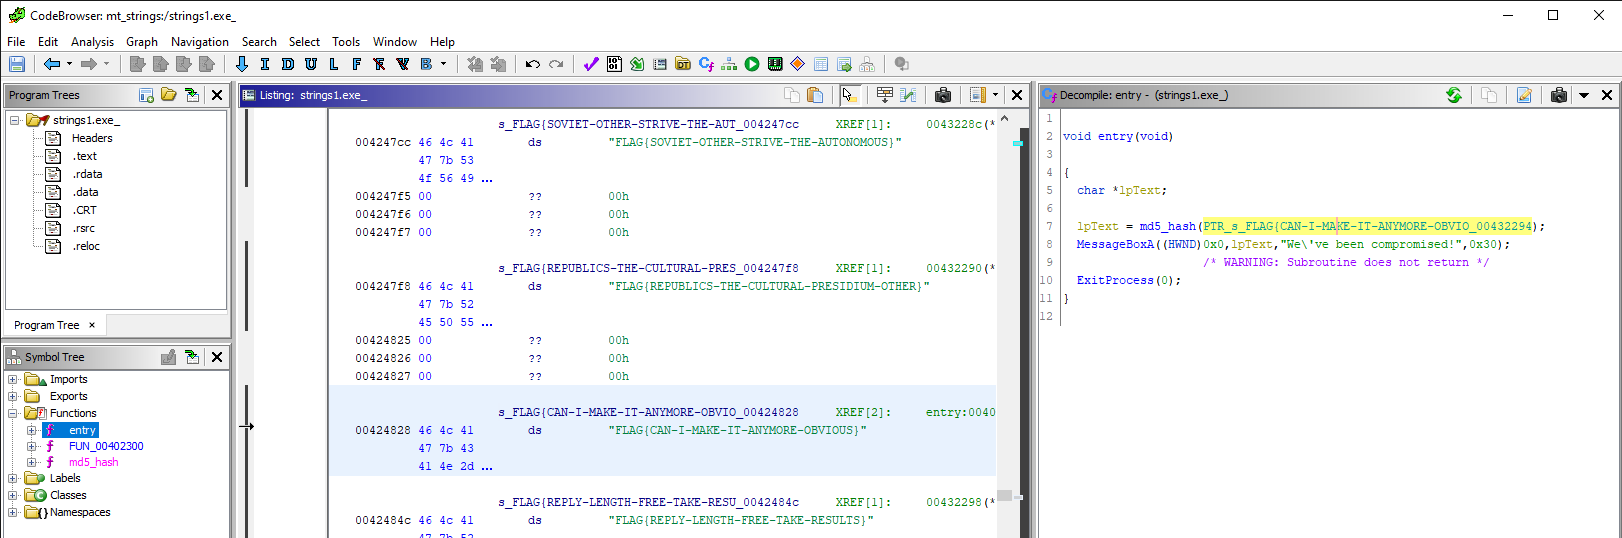 CodeBrowser: mt_strings:/strings1.exe_
File Edit Analysis Graph Navigation Search Select Tools Window Help
I D U L F R V B
Program Trees
strings1.exe_
Headers
.text
.rdata
.data
.CRT
.rsrc
.reloc
Program Tree ×
Symbol Tree
Imports
Exports
Functions
entry
FUN_00402300
md5_hash
Labels
Classes
Namespaces
Listing: strings1.exe_
s_FLAG{SOVIET-OTHER-STRIVE-THE-AUT_004247cc XREF[1]: 0043228c(*
004247cc 46 4c 41 ds "FLAG{SOVIET-OTHER-STRIVE-THE-AUTONOMOUS}"
47 7b 53
4f 56 49 ...
004247f5 00 ?? 00h
004247f6 00 ?? 00h
004247f7 00 ?? 00h
s_FLAG{REPUBLICS-THE-CULTURAL-PRES_004247f8 XREF[1]: 00432290(*
004247f8 46 4c 41 ds "FLAG{REPUBLICS-THE-CULTURAL-PRESIDIUM-OTHER}"
47 7b 52
45 50 55 ...
00424825 00 ?? 00h
00424826 00 ?? 00h
00424827 00 ?? 00h
s_FLAG{CAN-I-MAKE-IT-ANYMORE-OBVIO_00424828 XREF[2]: entry:0040
00424828 46 4c 41 ds "FLAG{CAN-I-MAKE-IT-ANYMORE-OBVIOUS}"
47 7b 43
41 4e 2d ...
s_FLAG{REPLY-LENGTH-FREE-TAKE-RESU_0042484c XREF[1]: 00432298(*
0042484c 46 4c 41 ds "FLAG{REPLY-LENGTH-FREE-TAKE-RESULTS}"
47 7b 52
Decompile: entry - (strings1.exe_)
1
2 void entry(void)
3
4 {
5 char *lpText;
6
7 lpText = md5_hash(PTR_s_FLAG{CAN-I-MAKE-IT-ANYMORE-OBVIO_00432294);
8 MessageBoxA((HWND)0x0,lpText,"We\'ve been compromised!",0x30);
9 /* WARNING: Subroutine does not return */
10 ExitProcess(0);
11 }
12